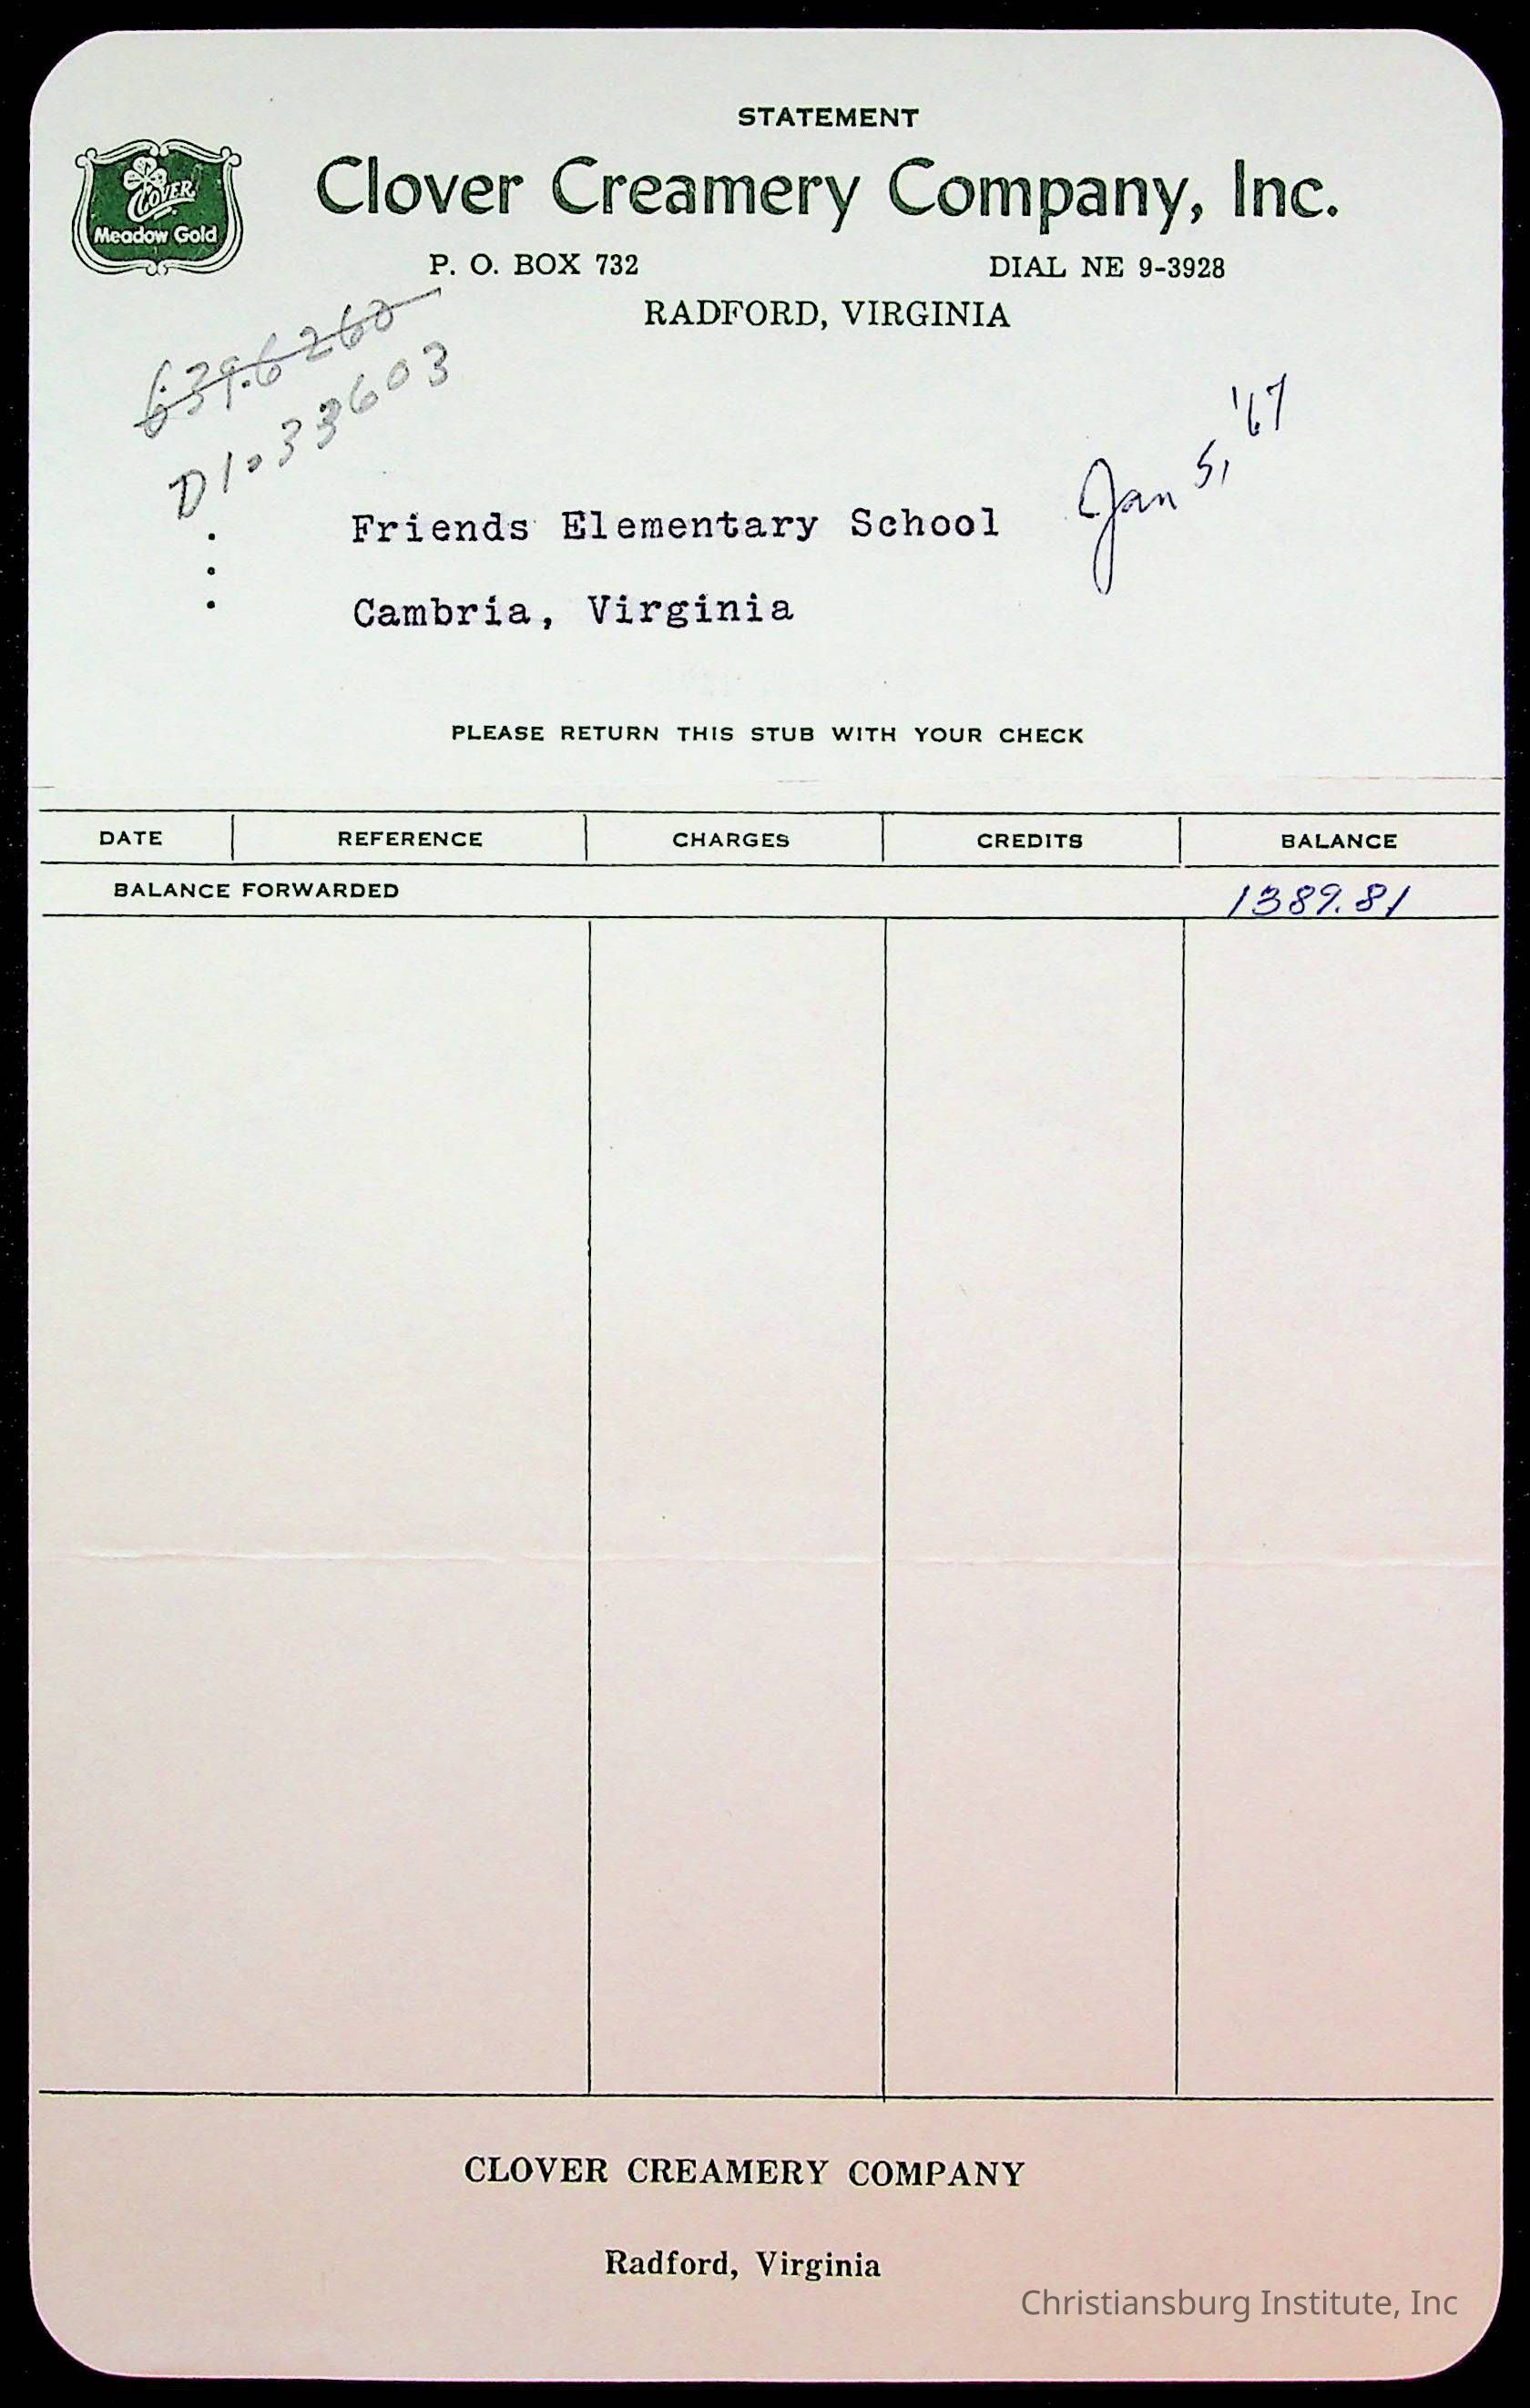 STATEMENT
CLOVER
Meadow Gold
Clover Creamery Company, Inc.
P. O. BOX 732 DIAL NE 9-3928
RADFORD, VIRGINIA
639.6260
D1.33603
Jan 5, '67
Friends Elementary School
Cambria, Virginia
PLEASE RETURN THIS STUB WITH YOUR CHECK
DATE REFERENCE CHARGES CREDITS BALANCE
BALANCE FORWARDED 1389.81
CLOVER CREAMERY COMPANY
Radford, Virginia
Christiansburg Institute, Inc